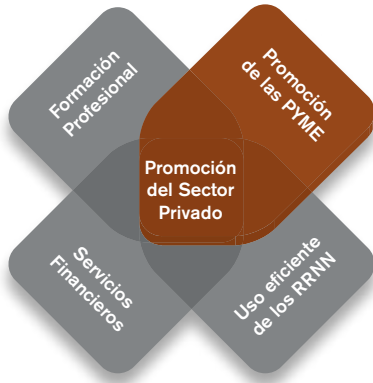 Formación
Profesional
Promoción
de las PYME
Promoción
del Sector
Privado
Servicios
Financieros
Uso eficiente
de los RRNN